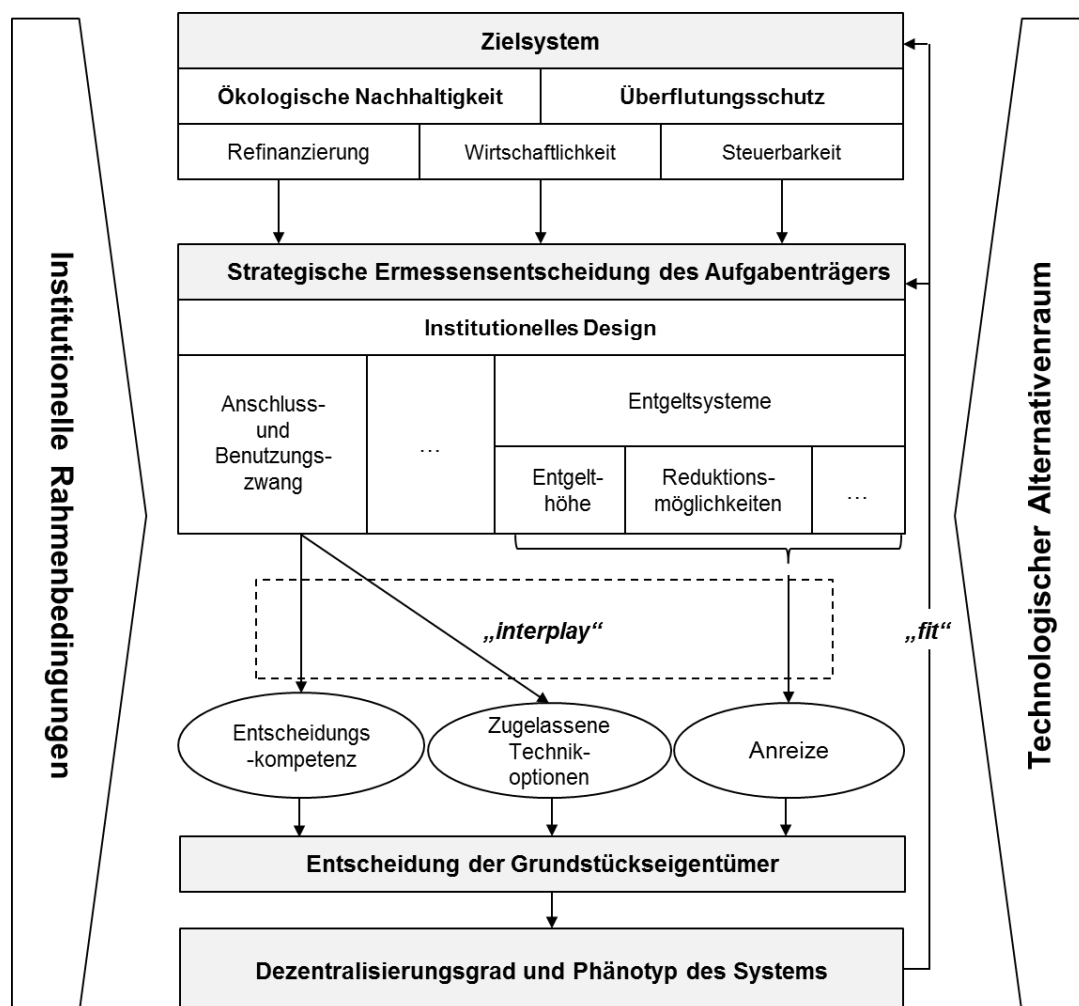 Zielsystem
Ökologische Nachhaltigkeit
Überflutungsschutz
Refinanzierung
Wirtschaftlichkeit
Steuerbarkeit
Strategische Ermessensentscheidung des Aufgabenträgers
Institutionelles Design
Anschluss-
und
Benutzungs-
zwang
...
Entgeltsysteme
Entgelt-
höhe
Reduktions-
möglichkeiten
...
„interplay“
„fit“
Entscheidungs
-kompetenz
Zugelassene
Technik-
optionen
Anreize
Entscheidung der Grundstückseigentümer
Dezentralisierungsgrad und Phänotyp des Systems
Institutionelle Rahmenbedingungen
Technologischer Alternativenraum